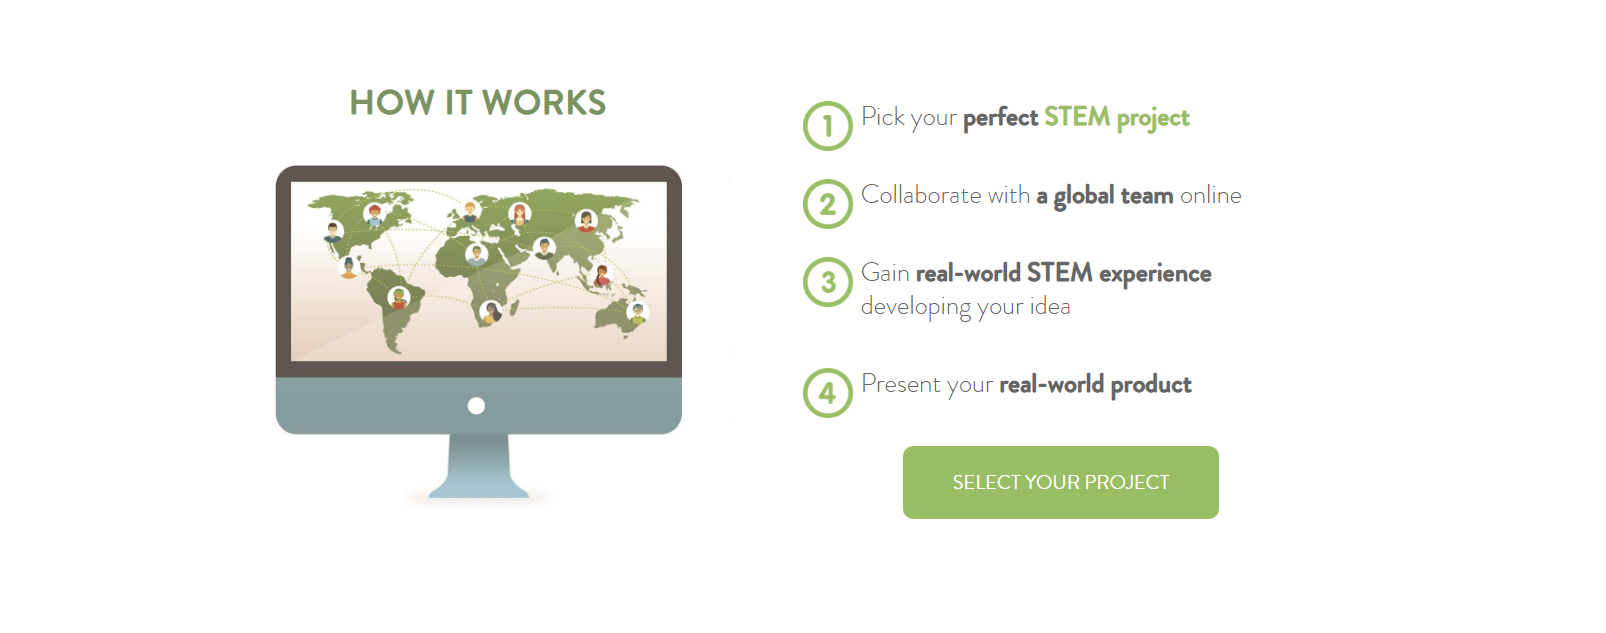 HOW IT WORKS
1 Pick your perfect STEM project
2 Collaborate with a global team online
3 Gain real-world STEM experience
developing your idea
4 Present your real-world product
SELECT YOUR PROJECT